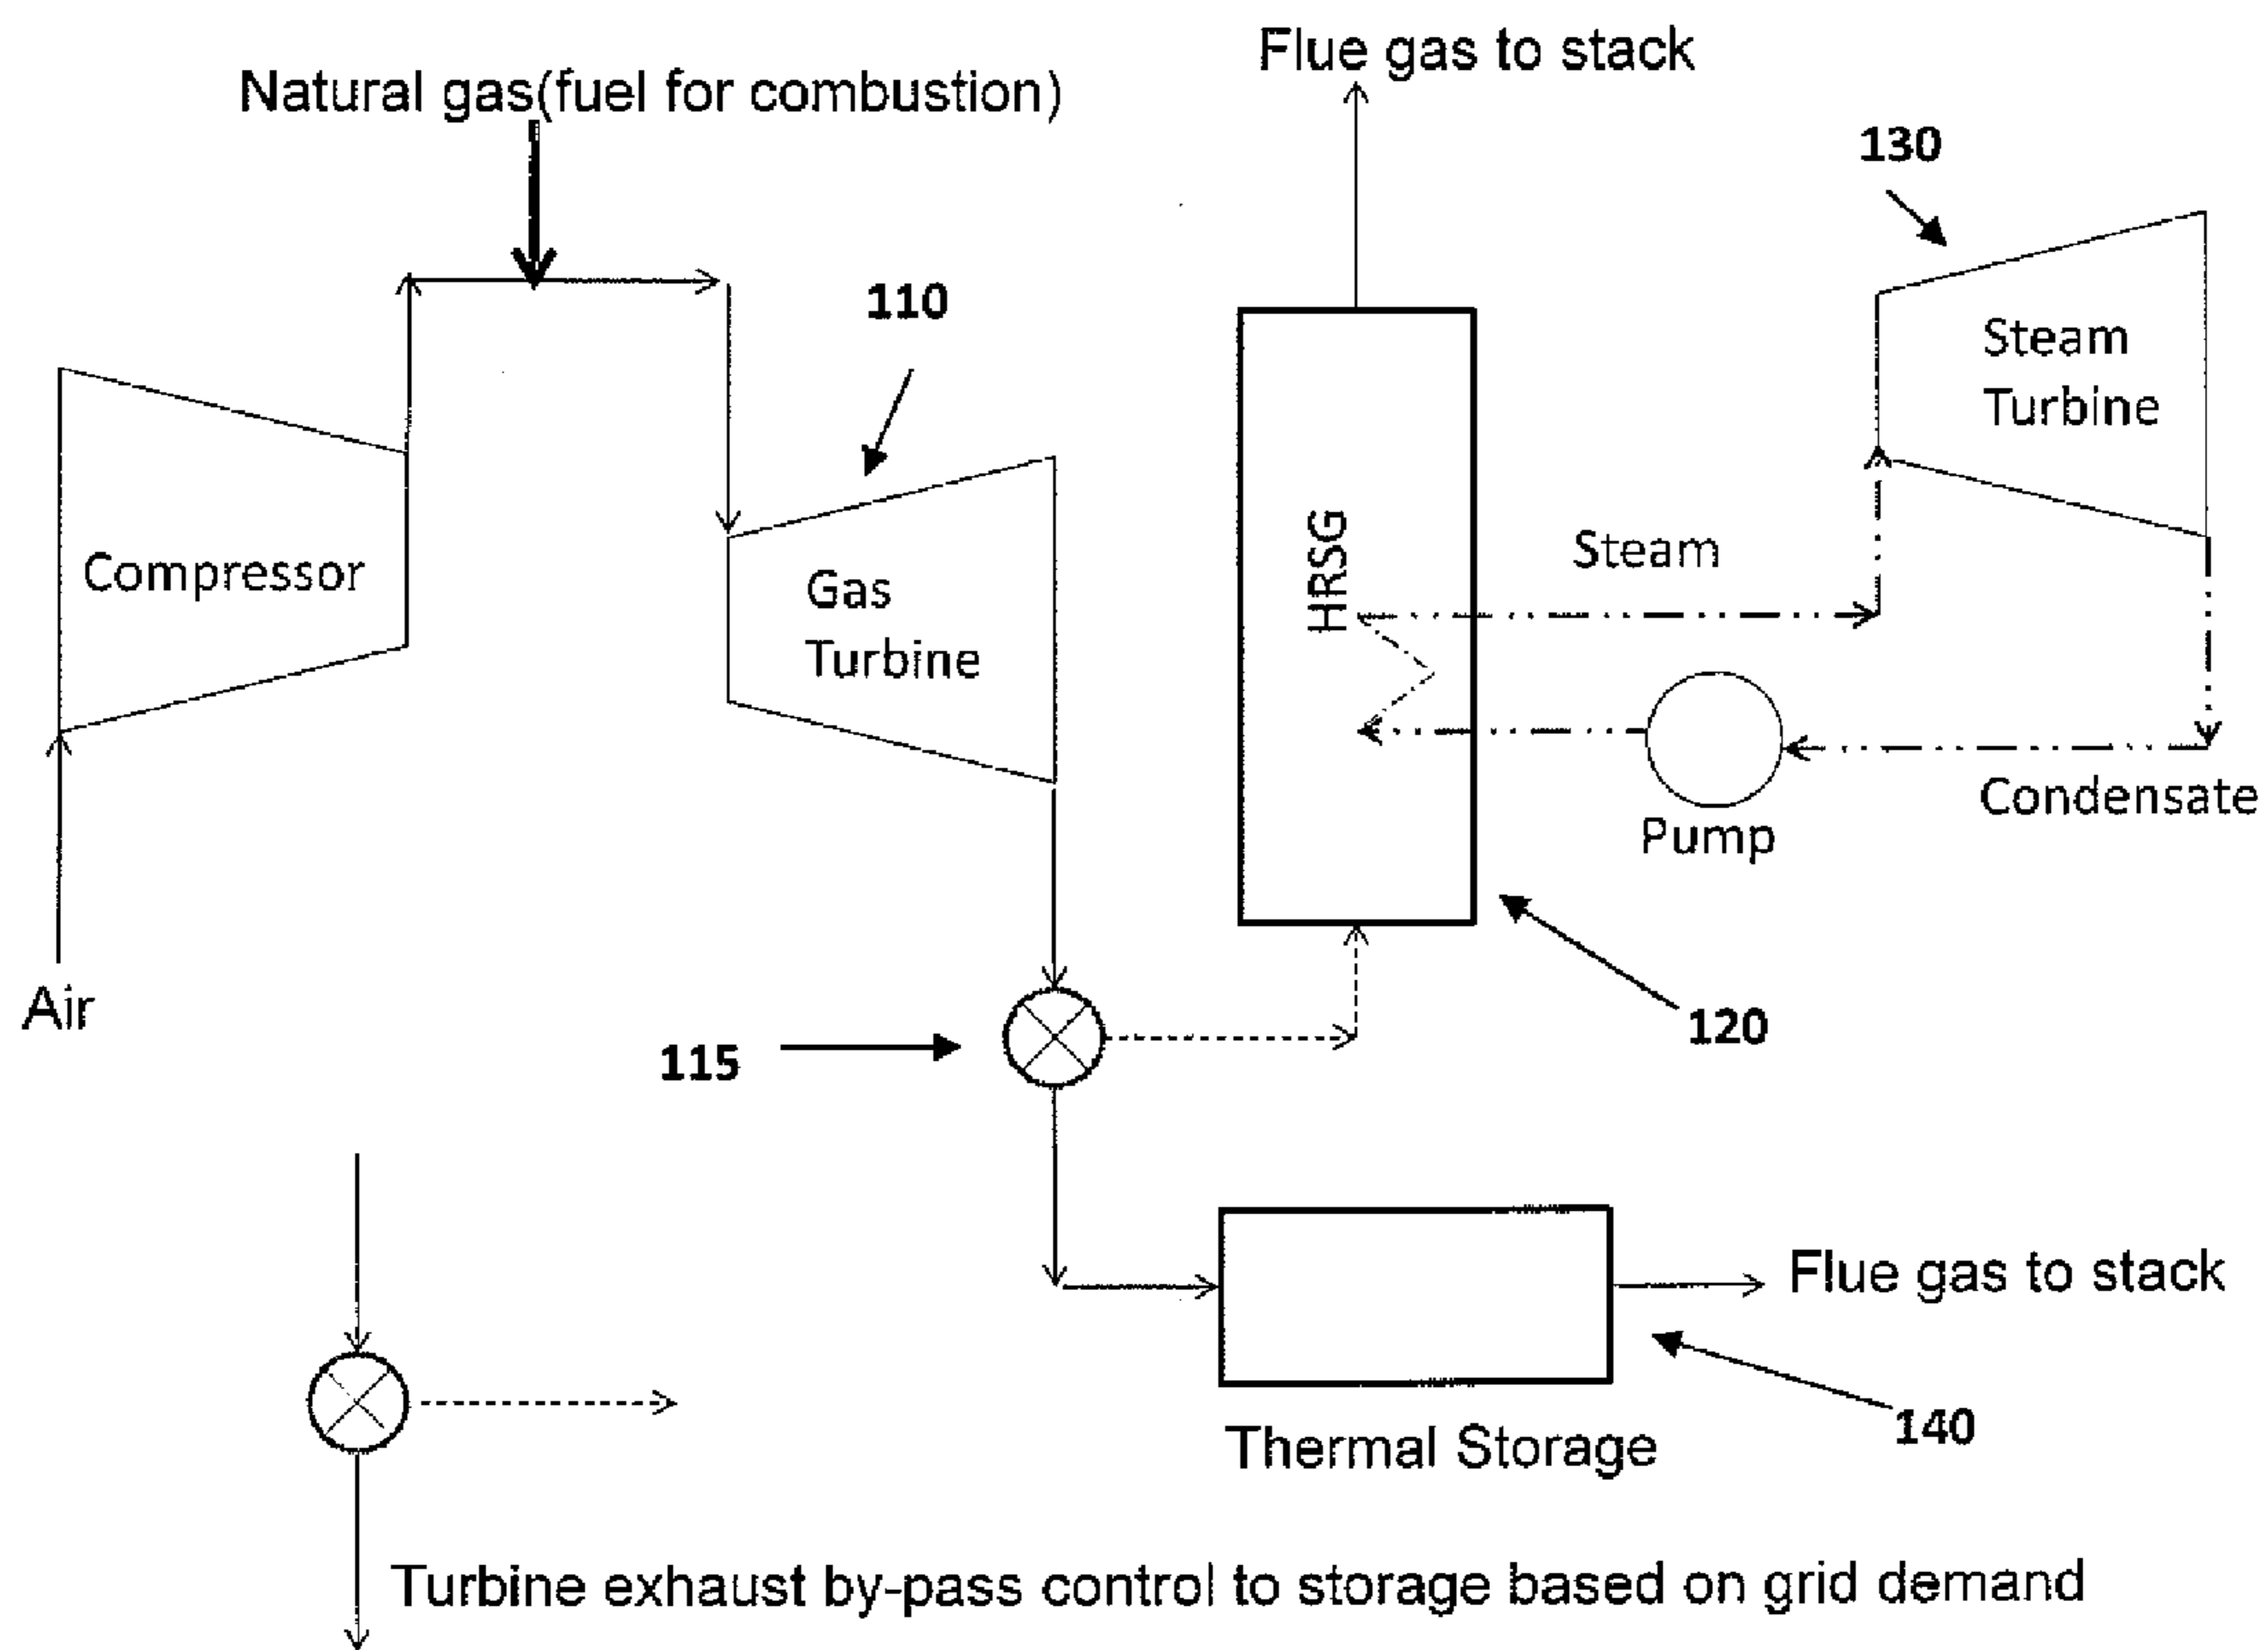 Flue gas to stack
Natural gas(fuel for combustion)
130
110
Steam
Turbine
Compressor
Gas
Turbine
HRSG
Steam
Condensate
Pump
Air
120
115
Flue gas to stack
140
Thermal Storage
Turbine exhaust by-pass control to storage based on grid demand